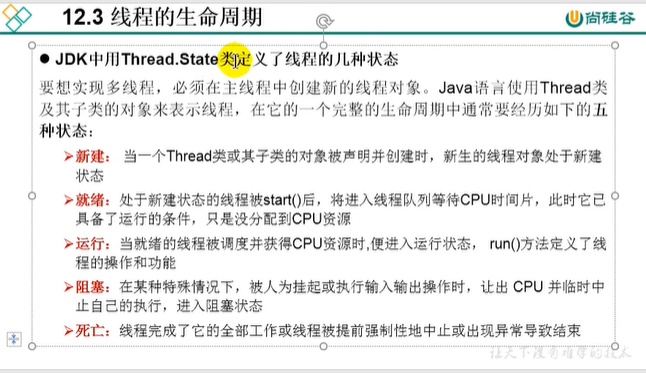 12.3 线程的生命周期
尚硅谷
● JDK中用Thread.State类定义了线程的几种状态
要想实现多线程，必须在主线程中创建新的线程对象。Java语言使用Thread类
及其子类的对象来表示线程，在它的一个完整的生命周期中通常要经历如下的五
种状态：
➢新建： 当一个Thread类或其子类的对象被声明并创建时，新生的线程对象处于新建
状态
➢就绪：处于新建状态的线程被start()后，将进入线程队列等待CPU时间片，此时它已
具备了运行的条件，只是没分配到CPU资源
➢运行：当就绪的线程被调度并获得CPU资源时,便进入运行状态， run()方法定义了线
程的操作和功能
➢阻塞：在某种特殊情况下，被人为挂起或执行输入输出操作时，让出 CPU 并临时中
止自己的执行，进入阻塞状态
➢死亡：线程完成了它的全部工作或线程被提前强制性地中止或出现异常导致结束
让天下没有难学的技术